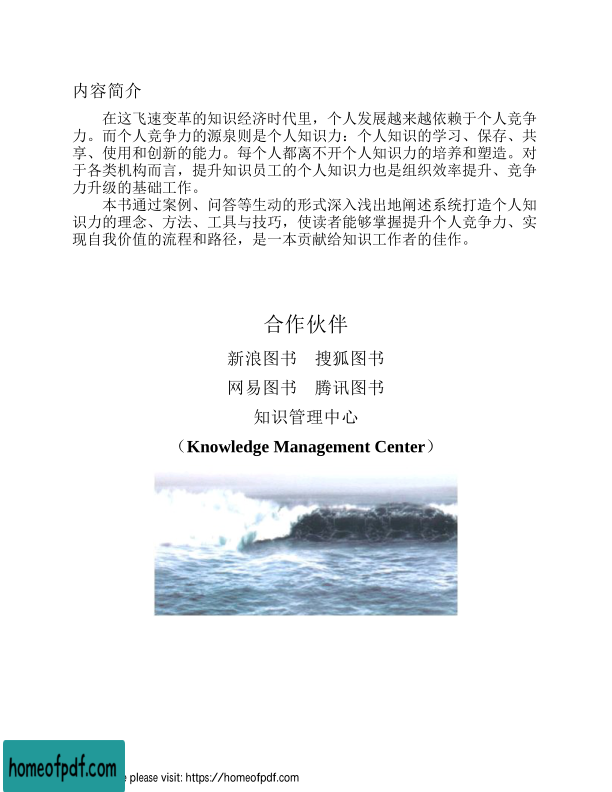 内容简介
在这飞速变革的知识经济时代里，个人发展越来越依赖于个人竞争
力。而个人竞争力的源泉则是个人知识力：个人知识的学习、保存、共
享、使用和创新的能力。每个人都离不开个人知识力的培养和塑造。对
于各类机构而言，提升知识员工的个人知识力也是组织效率提升、竞争
力升级的基础工作。
本书通过案例、问答等生动的形式深入浅出地阐述系统打造个人知
识力的理念、方法、工具与技巧，使读者能够掌握提升个人竞争力、实
现自我价值的流程和路径，是一本贡献给知识工作者的佳作。
合作伙伴
新浪图书 搜狐图书
网易图书 腾讯图书
知识管理中心
（Knowledge Management Center）
homeofpdf.com
please visit: https://homeofpdf.com